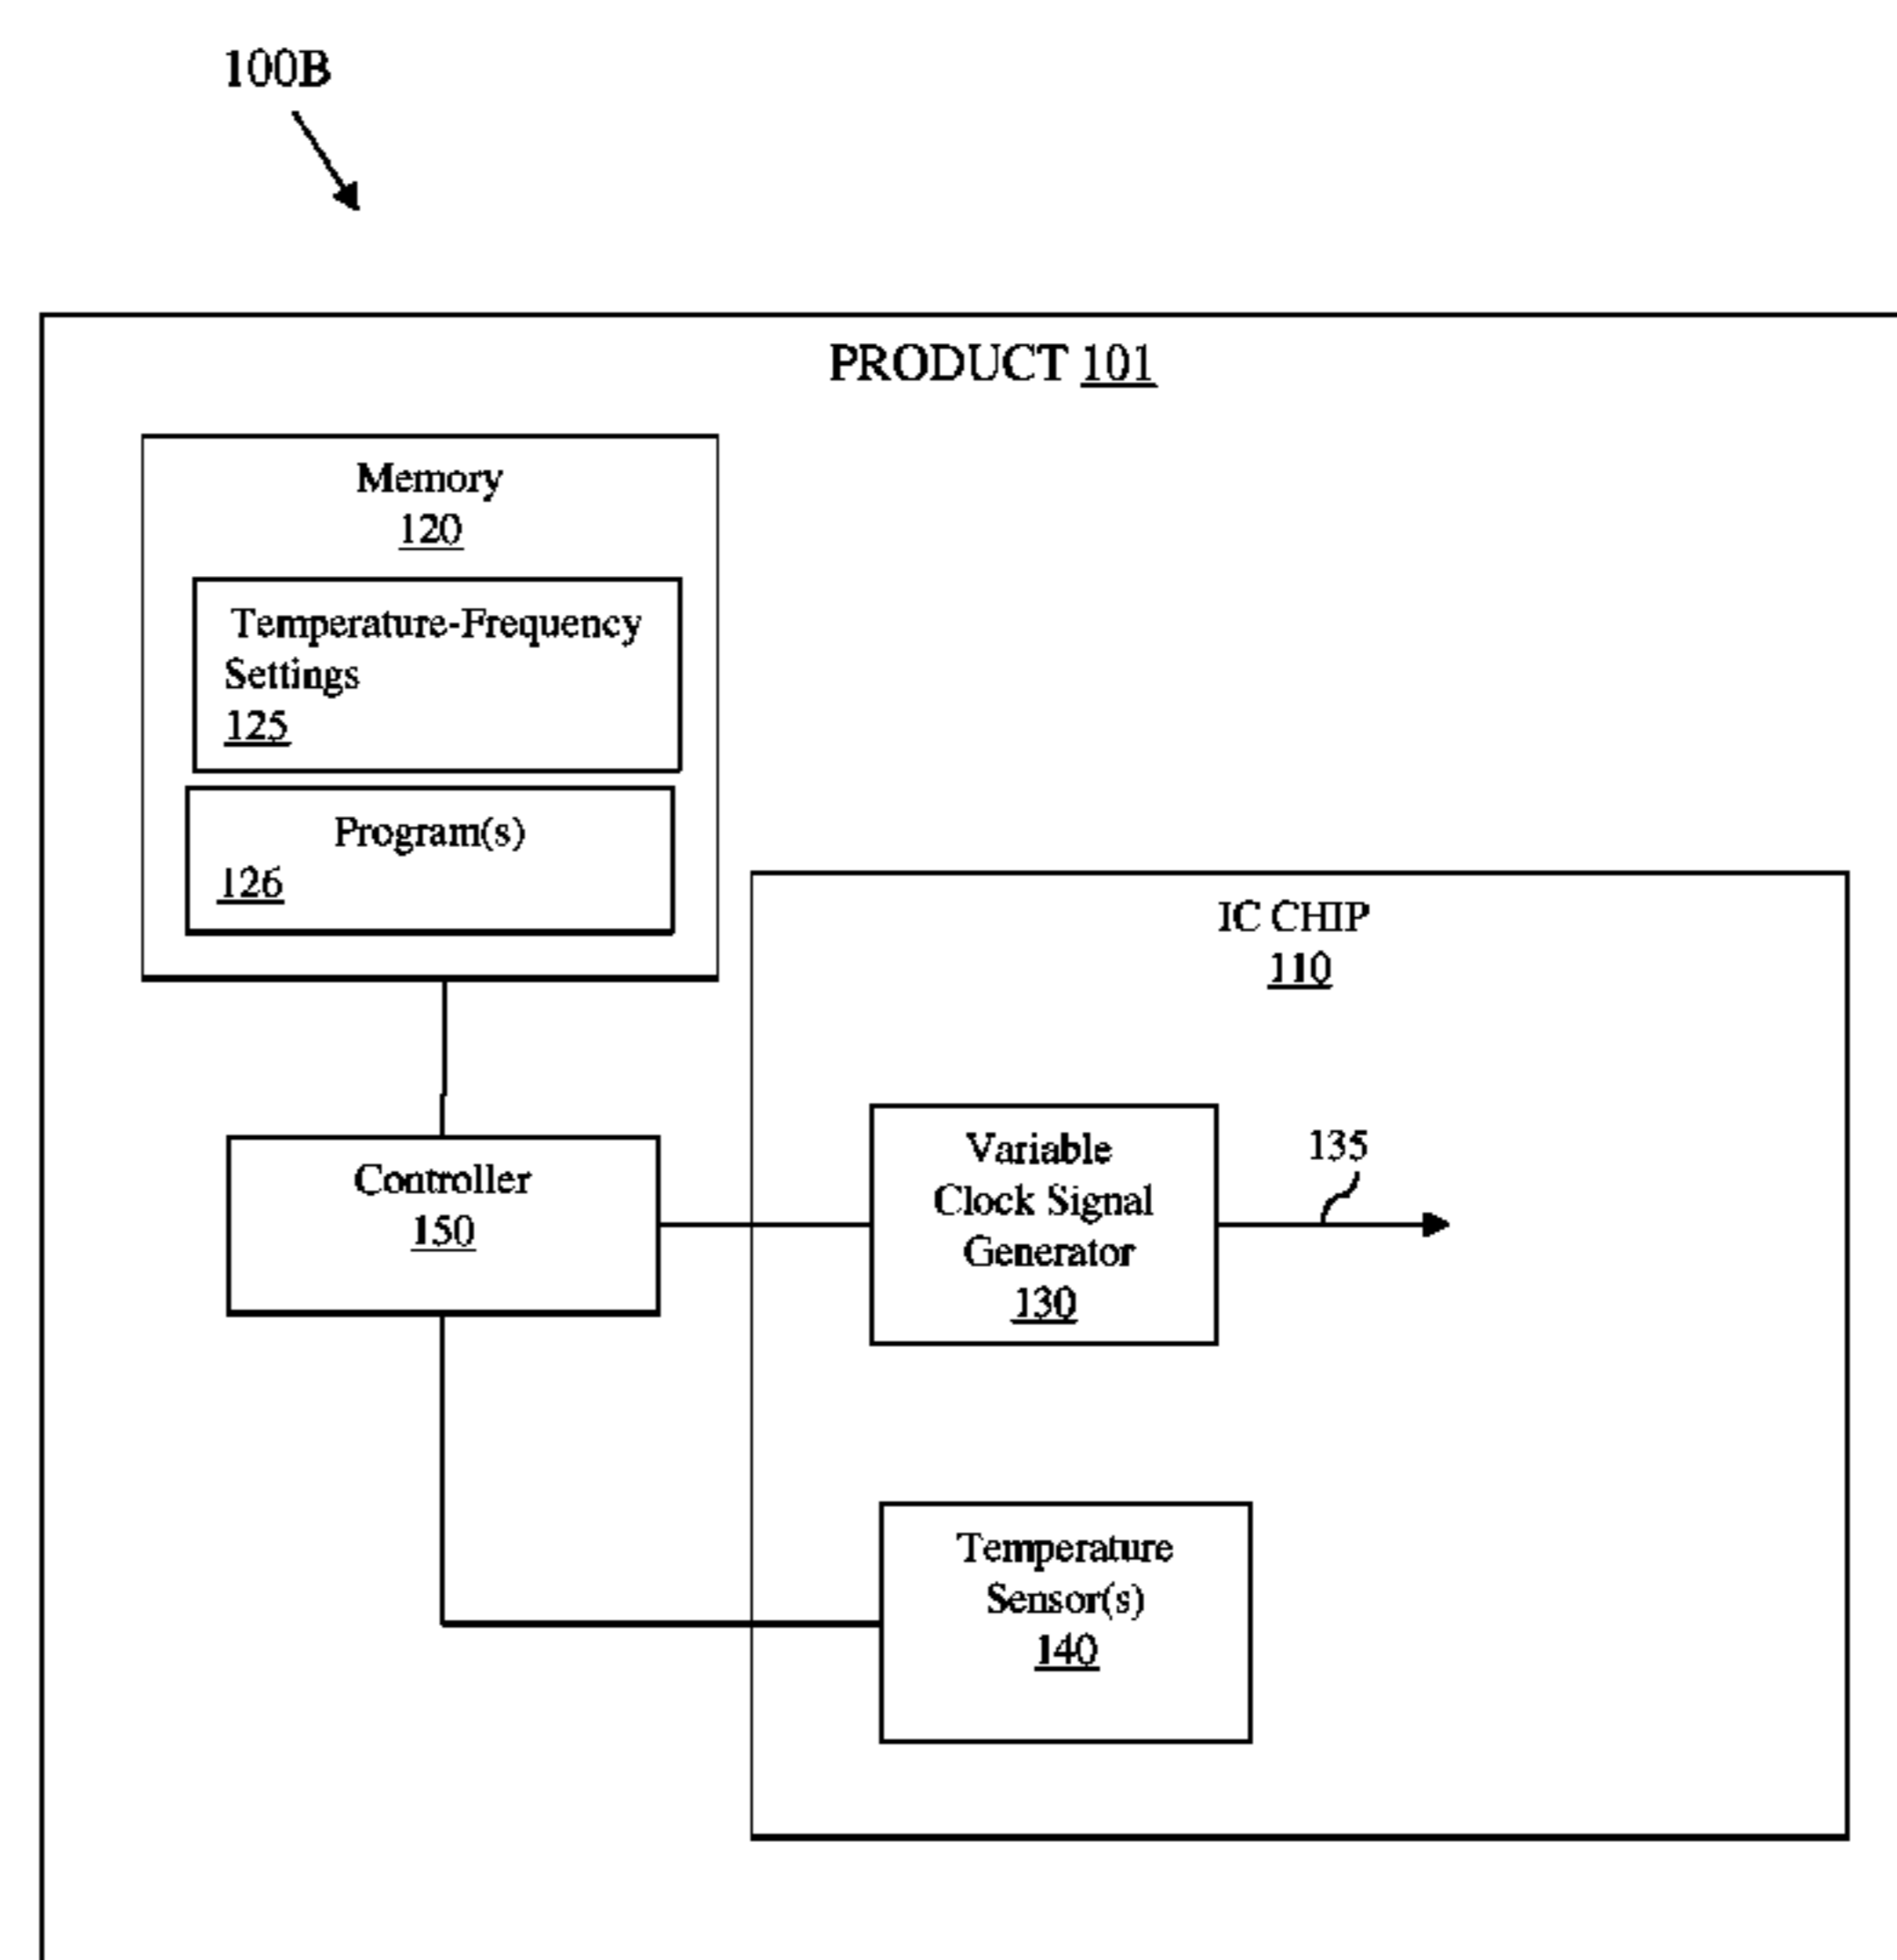 100B
PRODUCT 101
Memory
120
Temperature-Frequency
Settings
125
Program(s)
126
IC CHIP
110
Controller
150
Variable
Clock Signal
Generator
130
135
Temperature
Sensor(s)
140